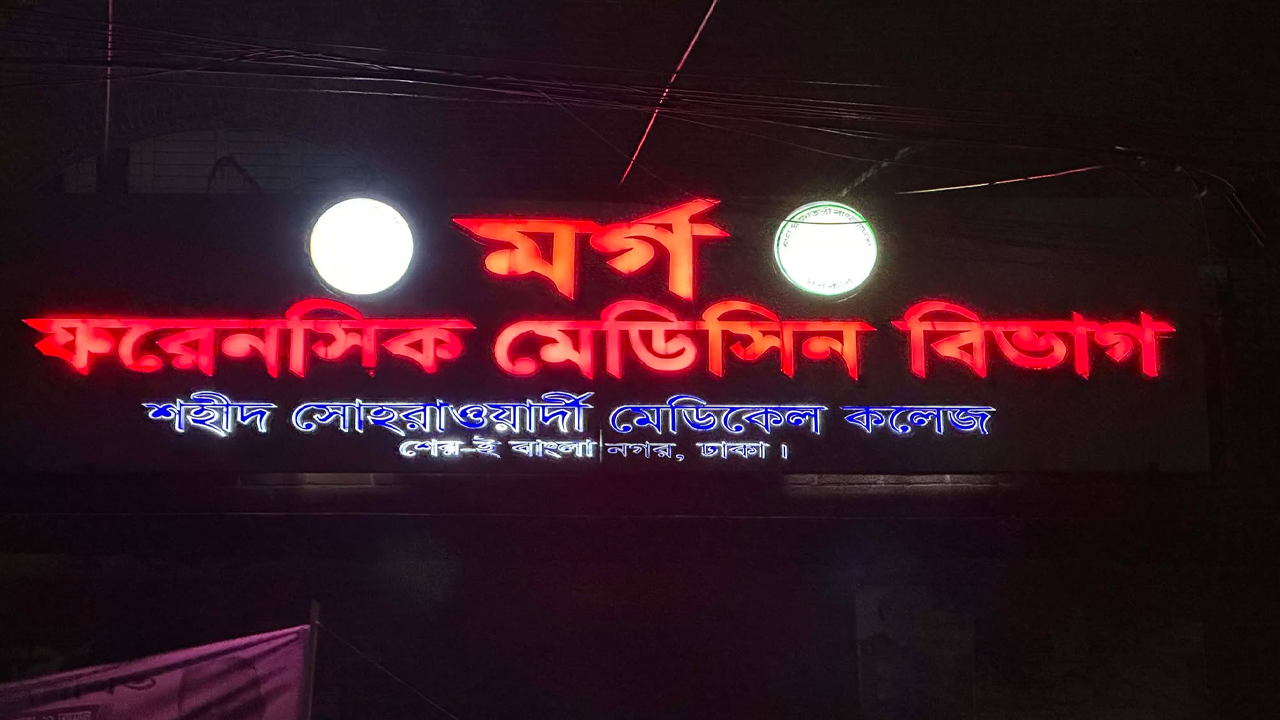 মর্গ
ফরেনসিক মেডিসিন বিভাগ
শহীদ সোহরাওয়ার্দী মেডিকেল কলেজ
শের-ই বাংলা নগর, ঢাকা।